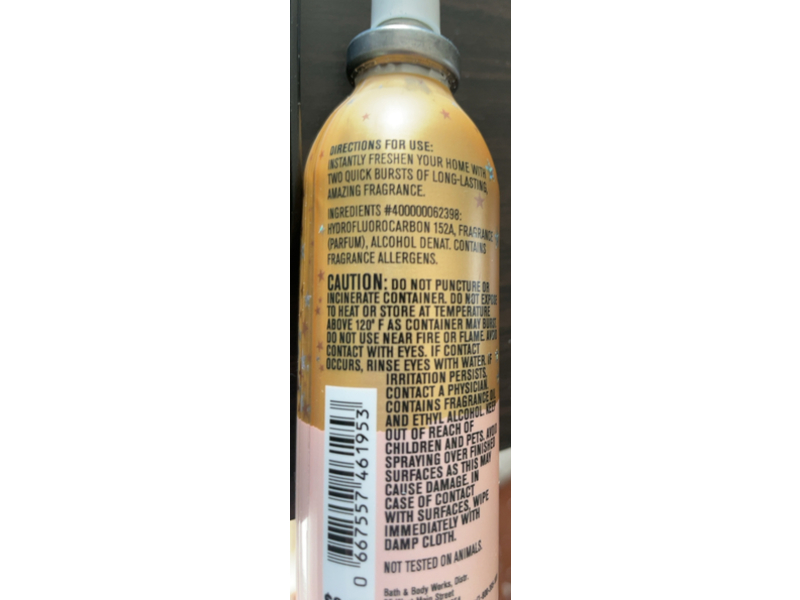 DIRECTIONS FOR USE:
INSTANTLY FRESHEN YOUR HOME WITH
TWO QUICK BURSTS OF LONG-LASTING,
AMAZING FRAGRANCE.
INGREDIENTS #400000062398:
HYDROFLUOROCARBON 152A, FRAGRANCE
(PARFUM), ALCOHOL DENAT. CONTAINS
FRAGRANCE ALLERGENS.
CAUTION: DO NOT PUNCTURE OR
INCINERATE CONTAINER. DO NOT EXPOSE
TO HEAT OR STORE AT TEMPERATURE
ABOVE 120° F AS CONTAINER MAY BURST.
DO NOT USE NEAR FIRE OR FLAME. AVOID
CONTACT WITH EYES. IF CONTACT
OCCURS, RINSE EYES WITH WATER. IF
IRRITATION PERSISTS,
CONTACT A PHYSICIAN.
CONTAINS FRAGRANCE OIL
AND ETHYL ALCOHOL. KEEP
OUT OF REACH OF
CHILDREN AND PETS. AVOID
SPRAYING OVER FINISHED
SURFACES AS THIS MAY
CAUSE DAMAGE. IN
CASE OF CONTACT
WITH SURFACES, WIPE
IMMEDIATELY WITH
DAMP CLOTH.
NOT TESTED ON ANIMALS.
0 667557 461953
Bath & Body Works, Distr.
Main Street